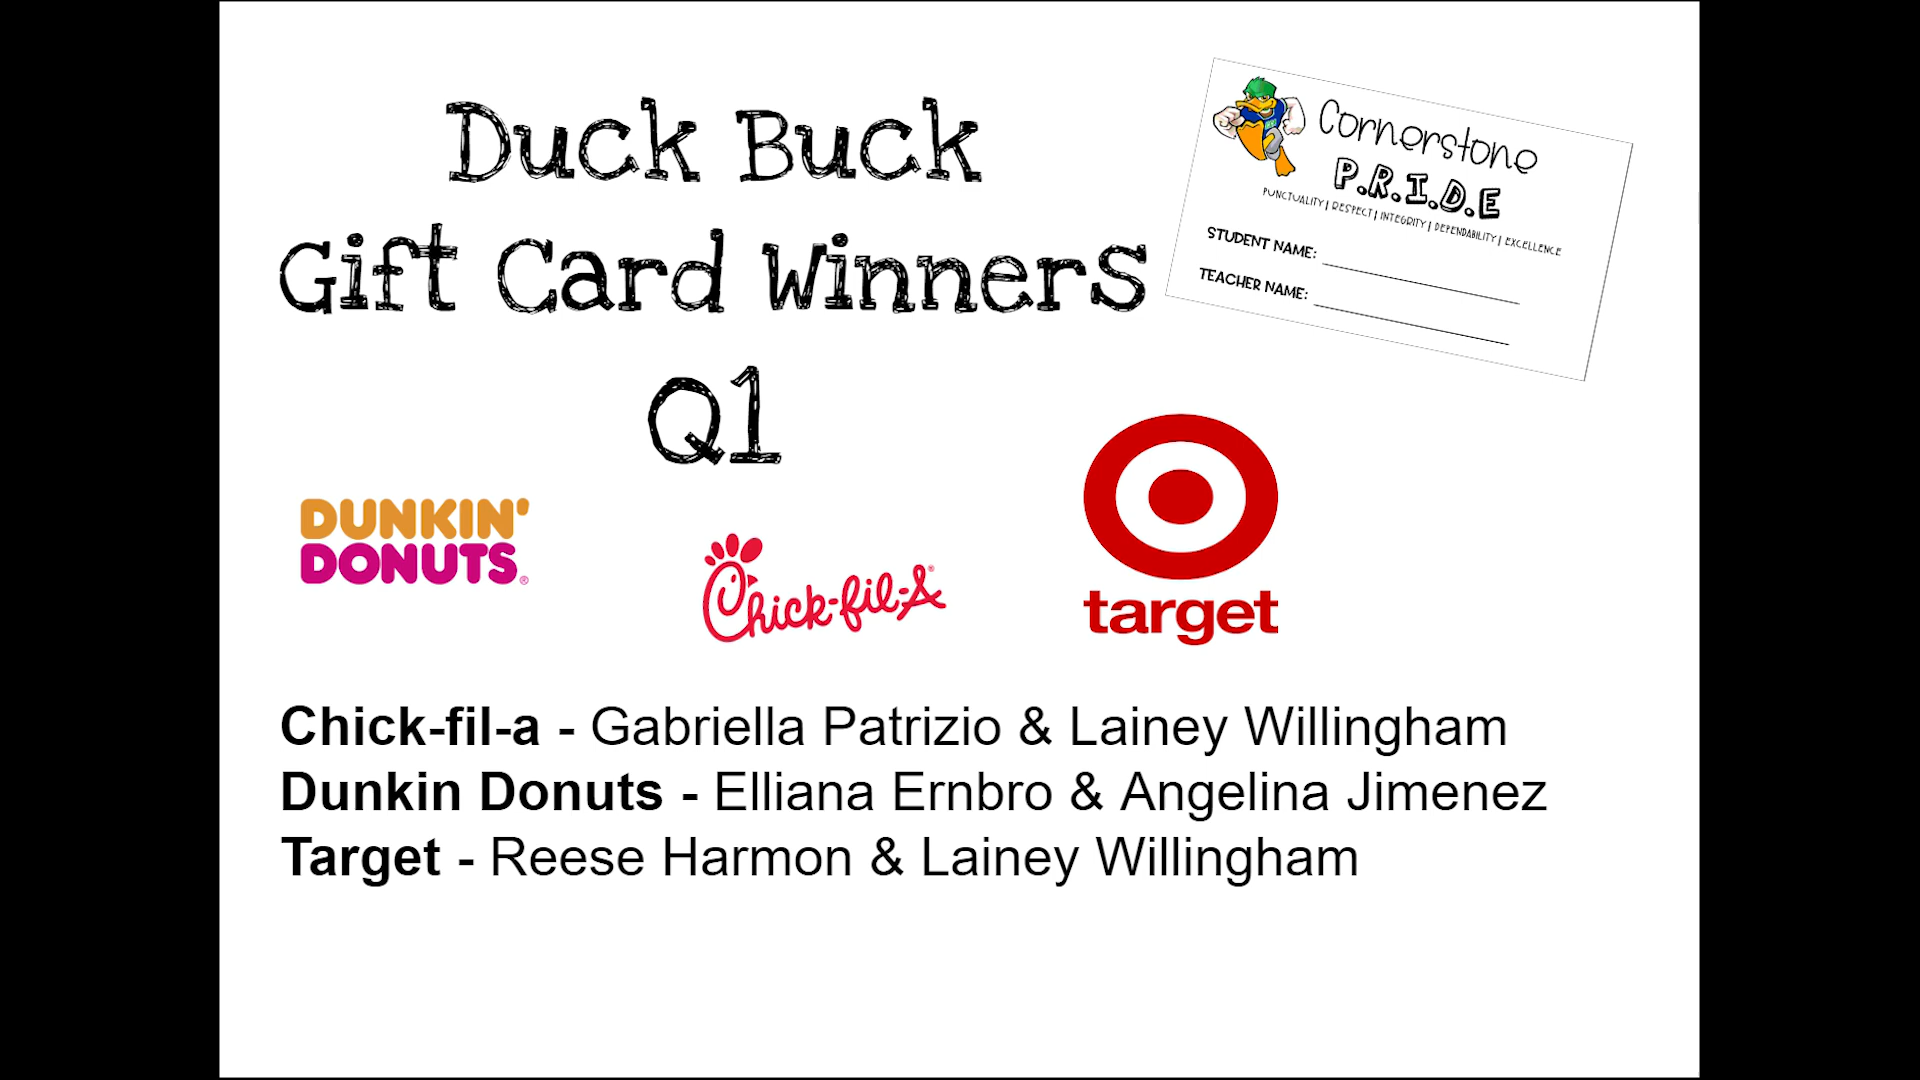 Duck Buck
Gift Card Winners
Q1
Cornerstone
P.R.I.D.E
PUNCTUALITY | RESPECT | INTEGRITY | DEPENDABILITY | EXCELLENCE
STUDENT NAME: ____________________
TEACHER NAME: ____________________
DUNKIN'
DONUTS®
Chick-fil-A®
target
Chick-fil-a - Gabriella Patrizio & Lainey Willingham
Dunkin Donuts - Elliana Ernbro & Angelina Jimenez
Target - Reese Harmon & Lainey Willingham